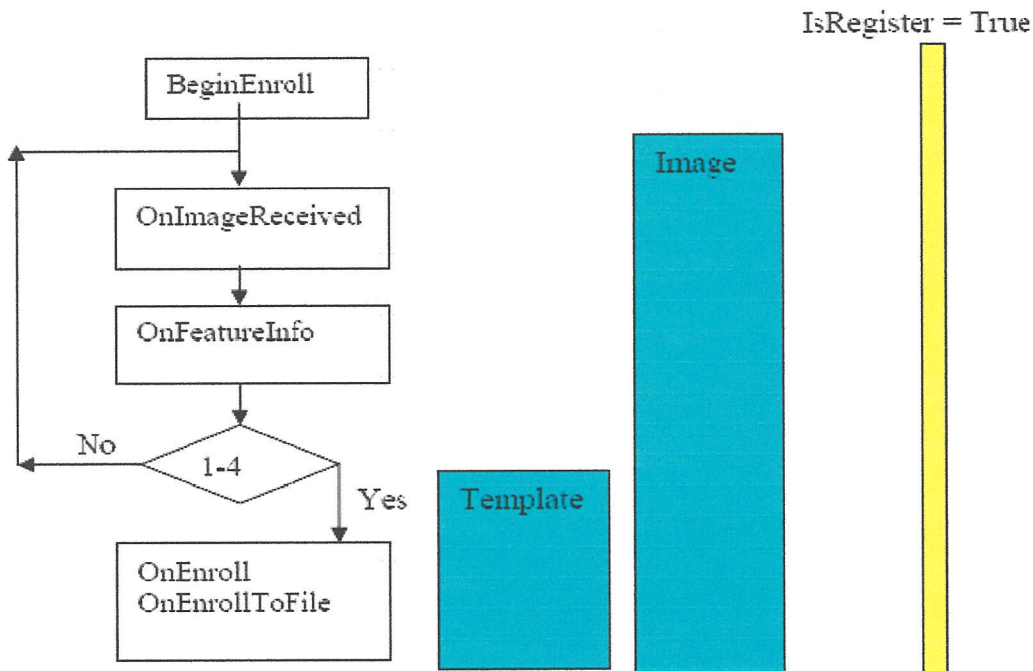 IsRegister = True
BeginEnroll
Image
OnImageReceived
OnFeatureInfo
No
1-4
Yes
Template
OnEnroll
OnEnrollToFile